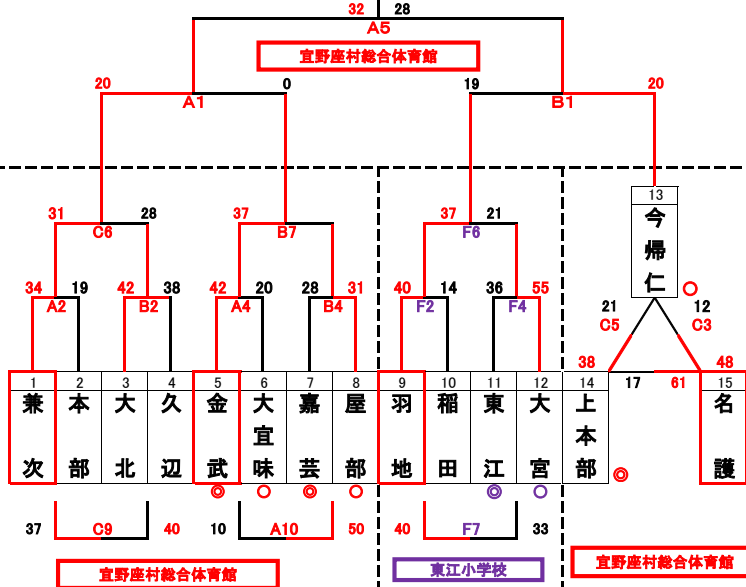 32 28
A5
宜野座村総合体育館
20 0 19 20
A1 B1
13
今帰仁
31 28 37 37 21
C6 B7 F6
34 19 42 38 42 20 28 31 40 14 36 55
A2 B2 A4 B4 F2 F4
21 12
C5 C3
38 48
17 61
1 2 3 4 5 6 7 8 9 10 11 12 14 15
兼次
本部
大北
久辺
金武
大宜味
嘉芸
屋部
羽地
稲田
東江
大宮
上本部
名護
37 C9 40 10 A10 50 40 F7 33
宜野座村総合体育館
東江小学校
宜野座村総合体育館